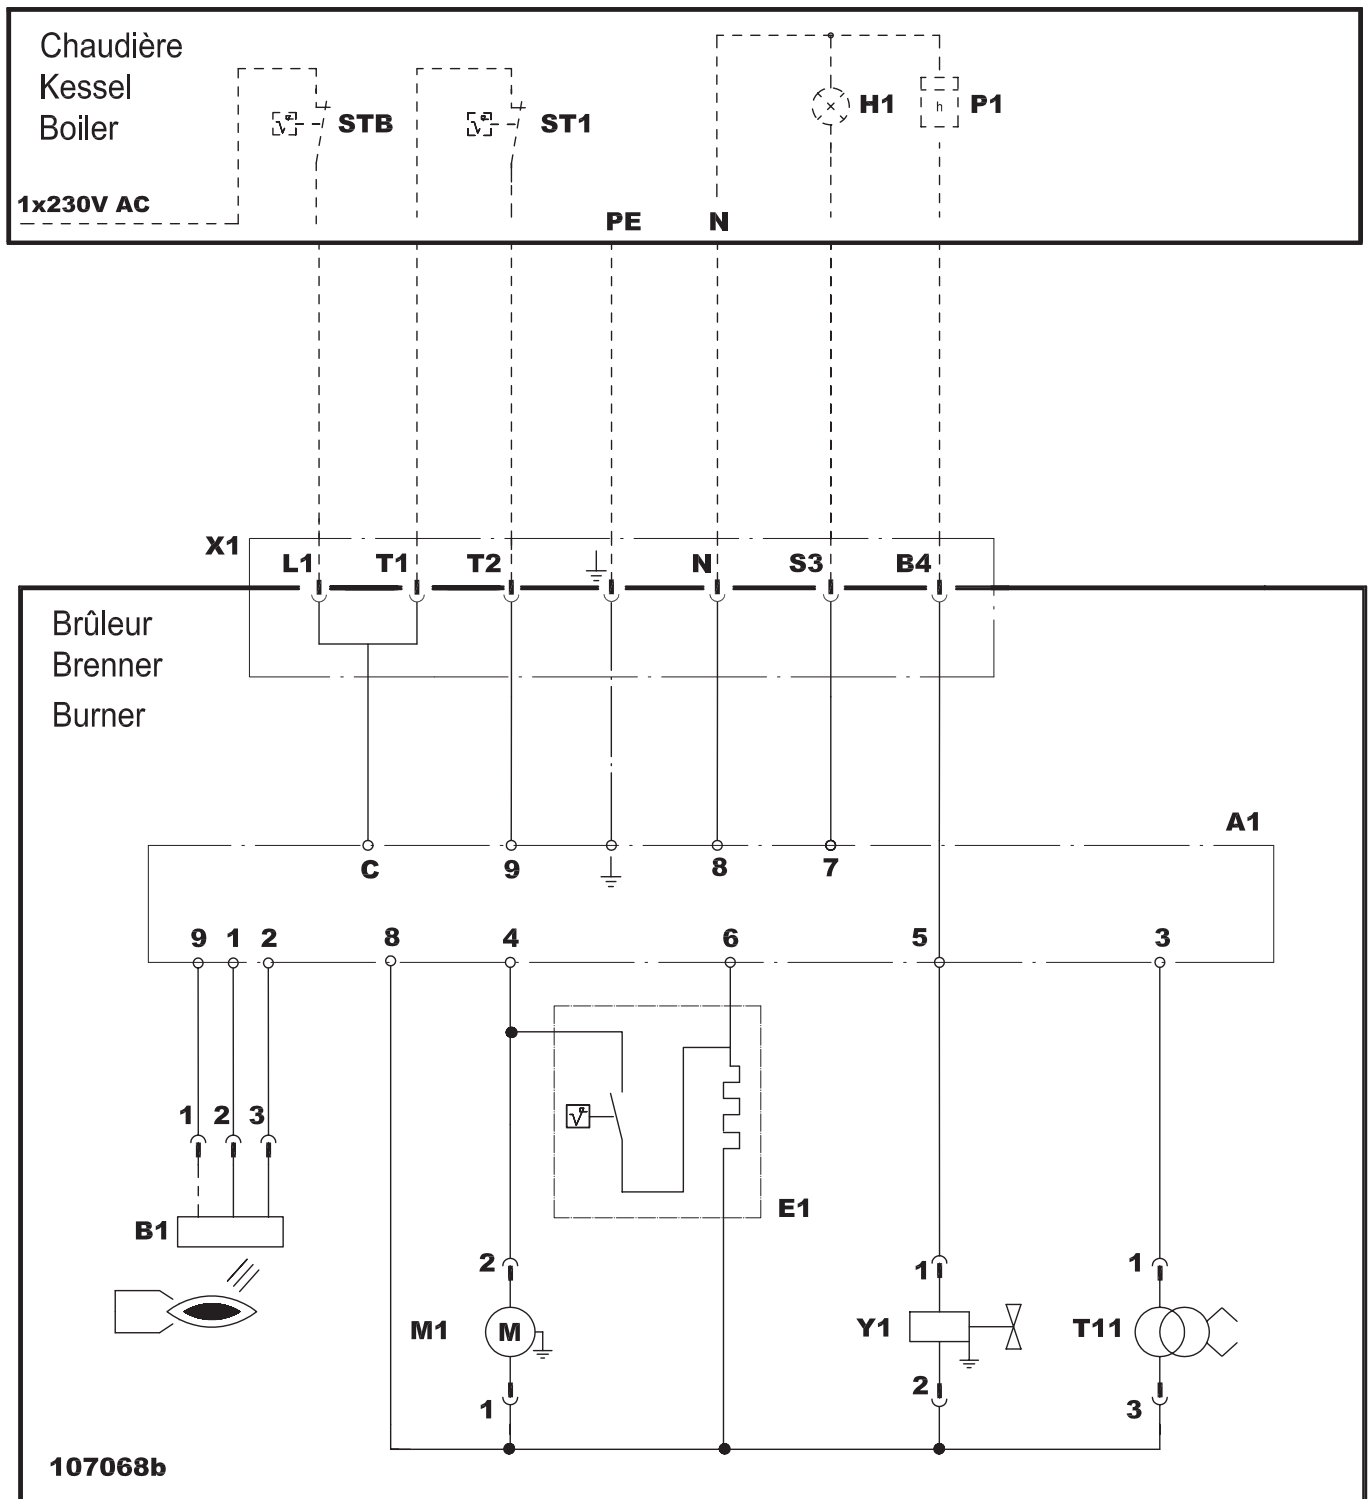 Chaudière
Kessel
Boiler
STB
ST1
H1
h
P1
1x230V AC
PE
N
X1
L1
T1
T2
N
S3
B4
Brûleur
Brenner
Burner
A1
C
9
8
7
9
1
2
8
4
6
5
3
1
2
3
B1
E1
2
1
1
M1
M
Y1
T11
1
2
3
107068b